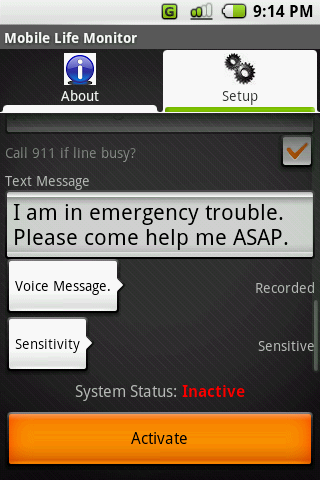 9:14 PM
Mobile Life Monitor
About
Setup
Call 911 if line busy?
Text Message
I am in emergency trouble.
Please come help me ASAP.
Voice Message.
Recorded
Sensitivity
Sensitive
System Status: Inactive
Activate